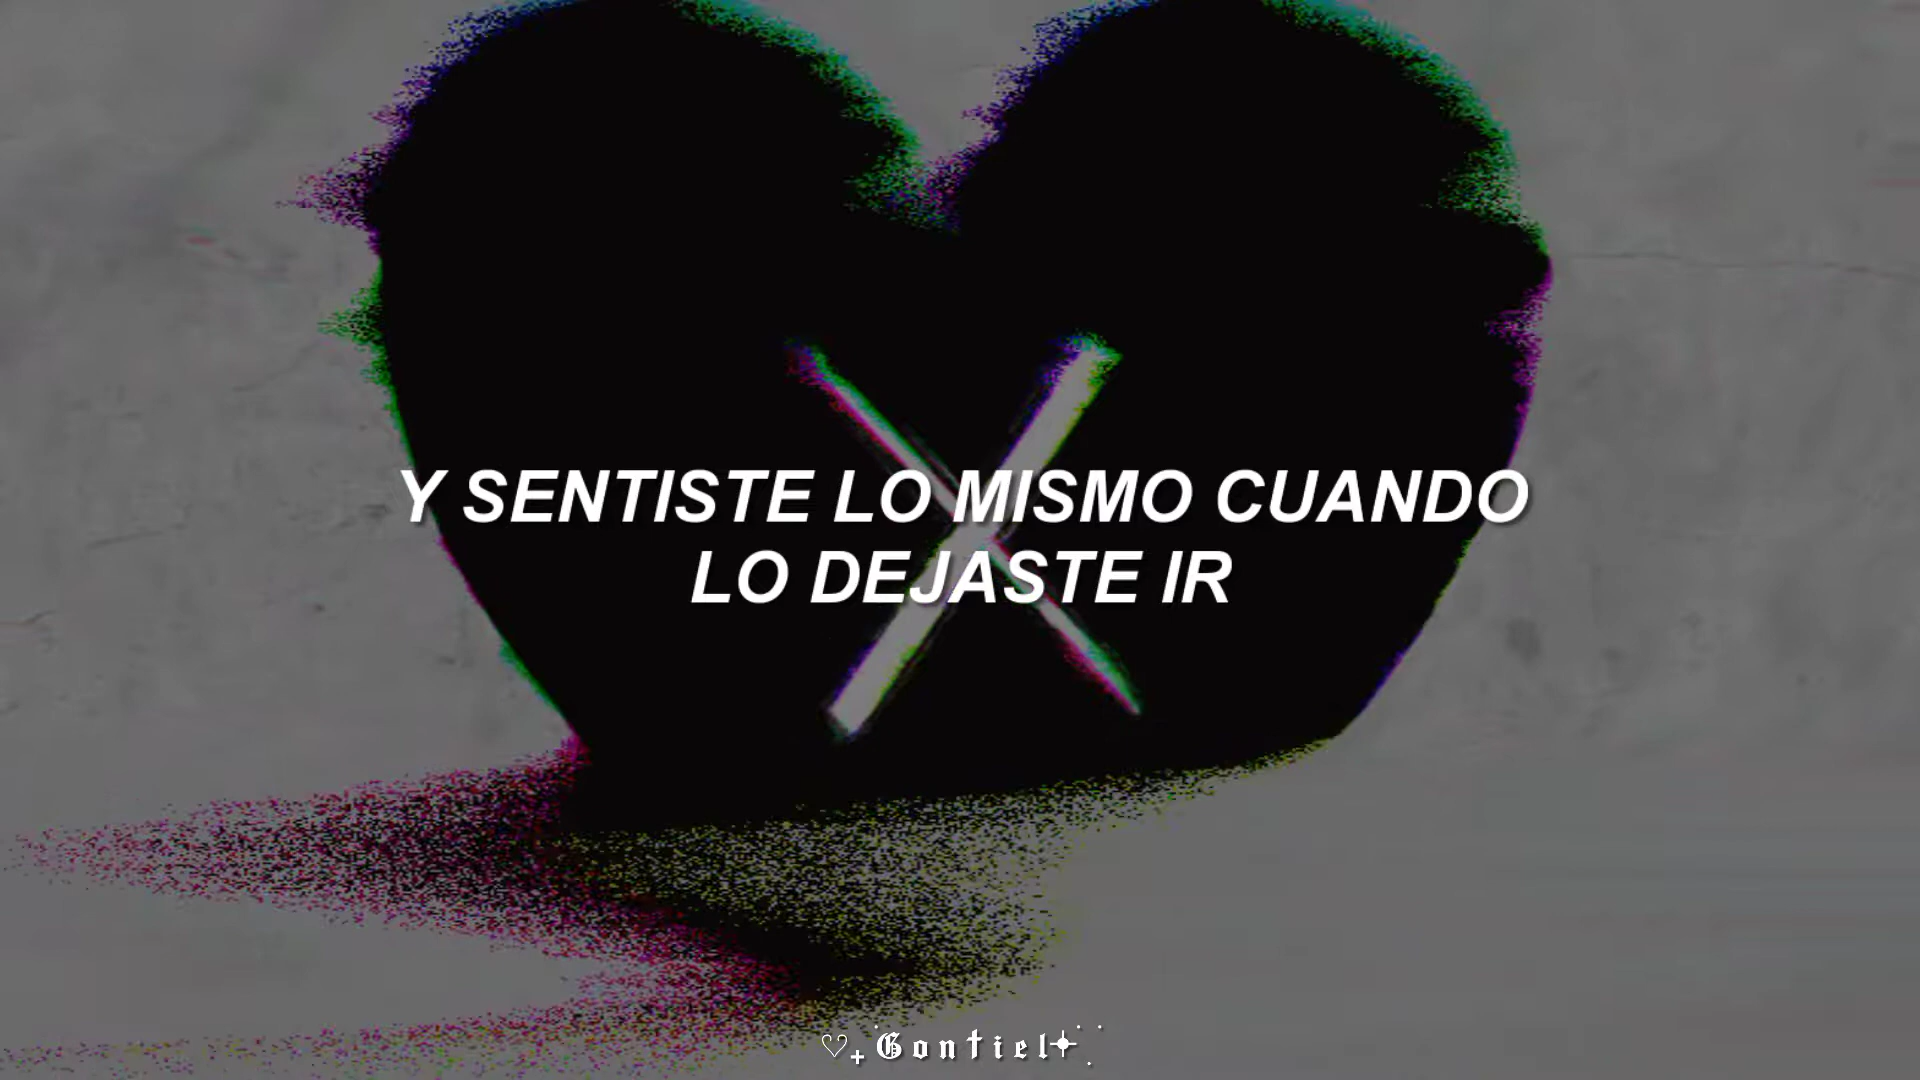 Y SENTISTE LO MISMO CUANDO
LO DEJASTE IR
♡₊ 𝕲𝖔𝖓𝖙𝖎𝖊𝖑